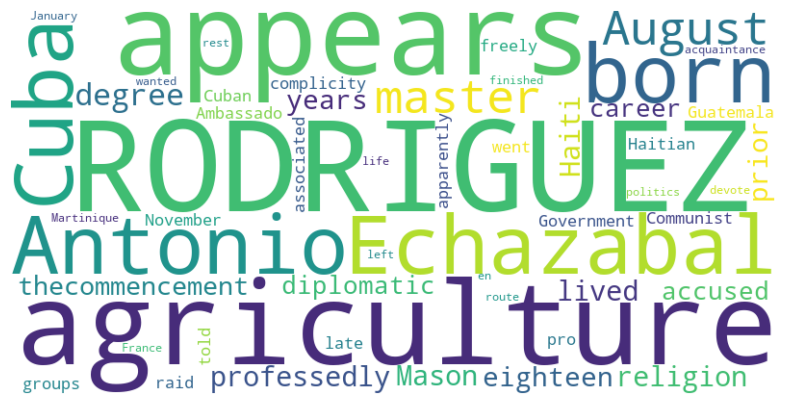 January
appears
August
rest
freely
acquaintance
Cuba
wanted
complicity
finished
born
degree
Cuban
years
master
career
Guatemala
Ambassado
RODRIGUEZ
associated
apparently
went
Haiti
Haitian
prior
life
politics
devote
Martinique
November
Government
Communist
Antonio
Echazabal
left
thecommencement
diplomatic
en
lived
accused
route
agriculture
France
told
late
pro
groups
raid
professedly
Mason
eighteen
religion